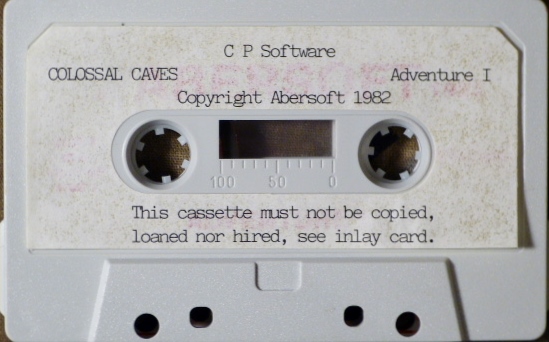 C P Software
COLOSSAL CAVES Adventure I
Copyright Abersoft 1982
100 50 0
This cassette must not be copied,
loaned nor hired, see inlay card.